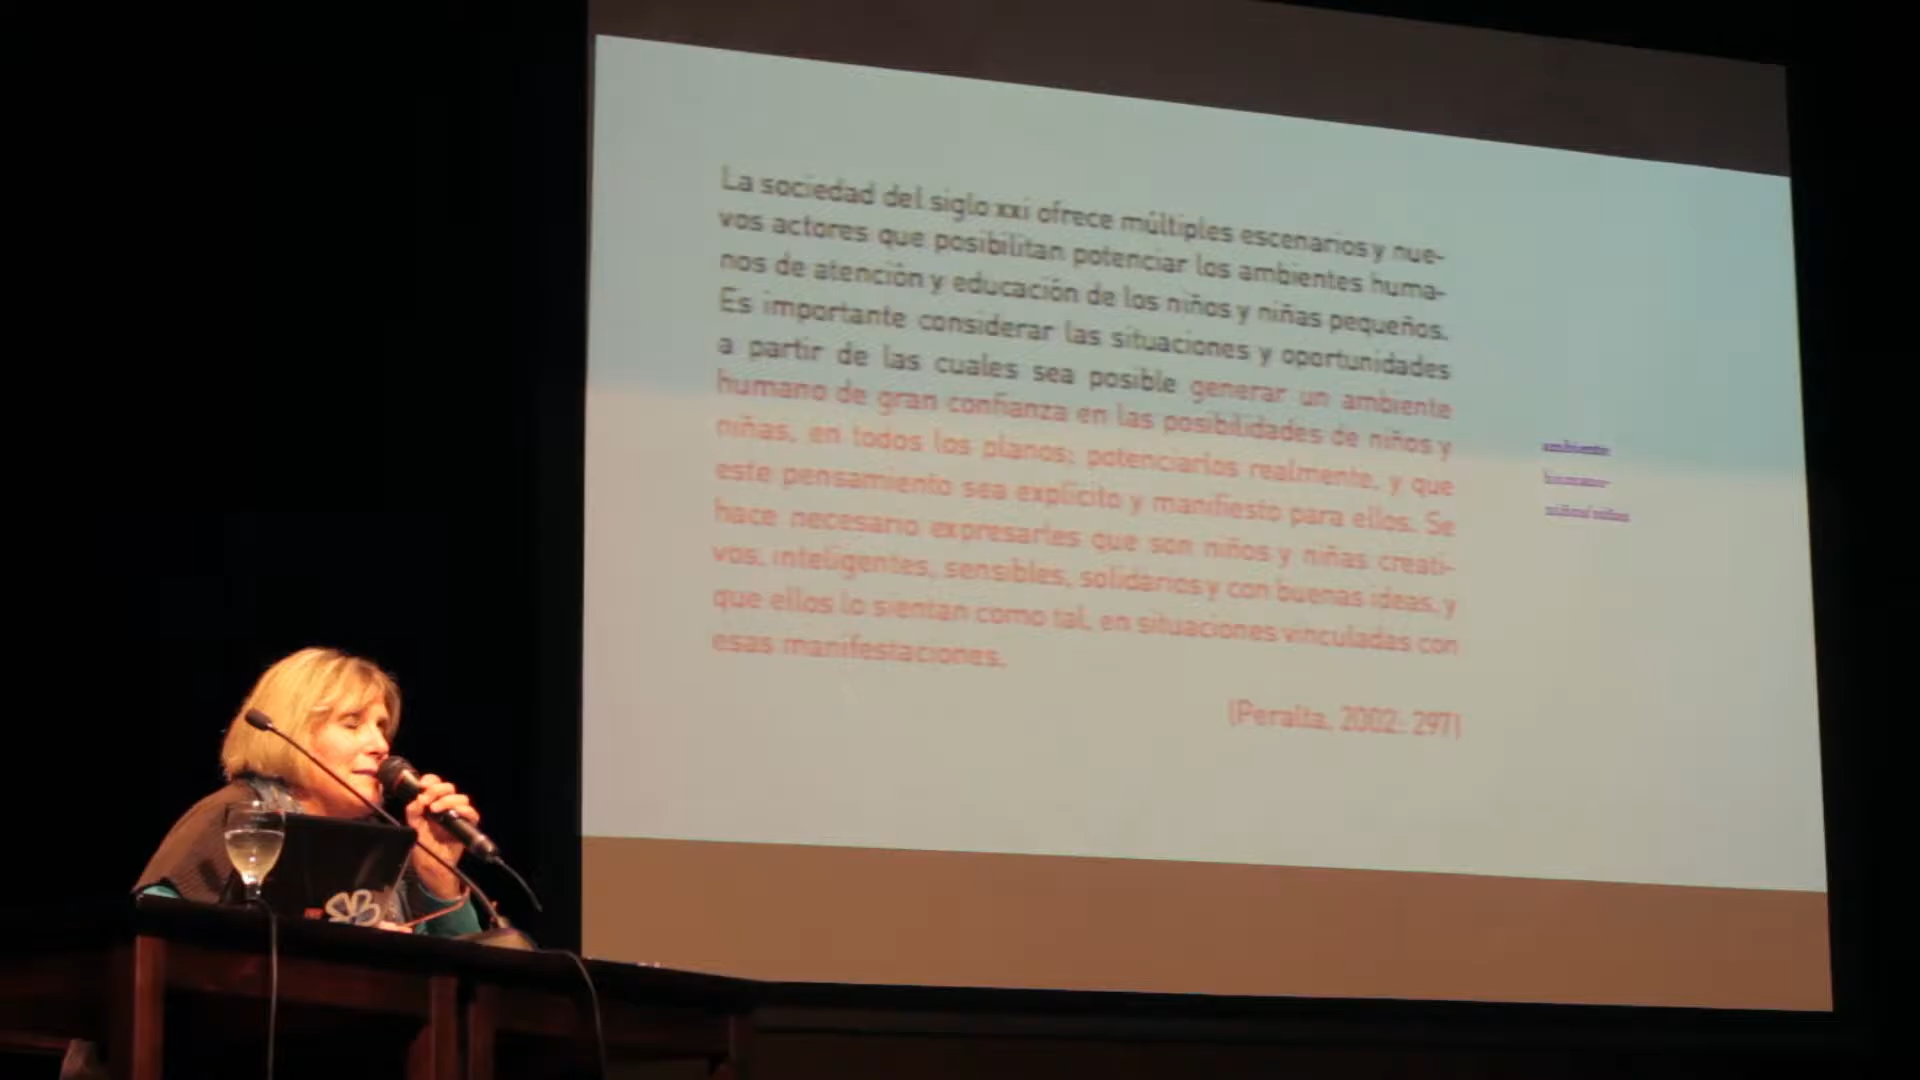 La sociedad del siglo xxi ofrece múltiples escenarios y nue-
vos actores que posibilitan potenciar los ambientes huma-
nos de atención y educación de los niños y niñas pequeños.
Es importante considerar las situaciones y oportunidades
a partir de las cuales sea posible generar un ambiente
humano de gran confianza en las posibilidades de niños y
niñas, en todos los planos; potenciarlos realmente, y que
este pensamiento sea explícito y manifiesto para ellos. Se
hace necesario expresarles que son niños y niñas creati-
vos, inteligentes, sensibles, solidarios y con buenas ideas, y
que ellos lo sientan como tal, en situaciones vinculadas con
esas manifestaciones.
(Peralta, 2002: 297)
ambiente
humano-